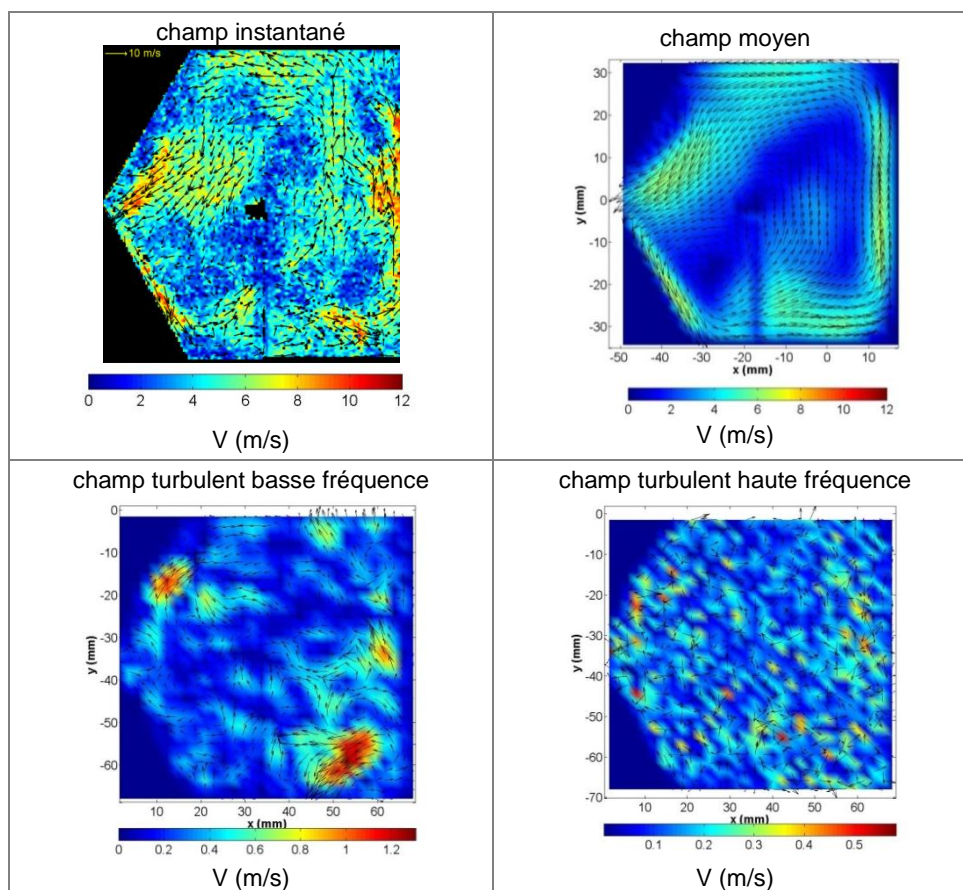 champ instantané
10 m/s
0 2 4 6 8 10 12
V (m/s)
champ moyen
30
20
10
0
-10
-20
-30
y (mm)
-50 -40 -30 -20 -10 0 10
x (mm)
0 2 4 6 8 10 12
V (m/s)
champ turbulent basse fréquence
0
-10
-20
-30
-40
-50
-60
y (mm)
10 20 30 40 50 60
x (mm)
0 0.2 0.4 0.6 0.8 1 1.2
V (m/s)
champ turbulent haute fréquence
0
-10
-20
-30
-40
-50
-60
-70
y (mm)
10 20 30 40 50 60
x (mm)
0.1 0.2 0.3 0.4 0.5
V (m/s)